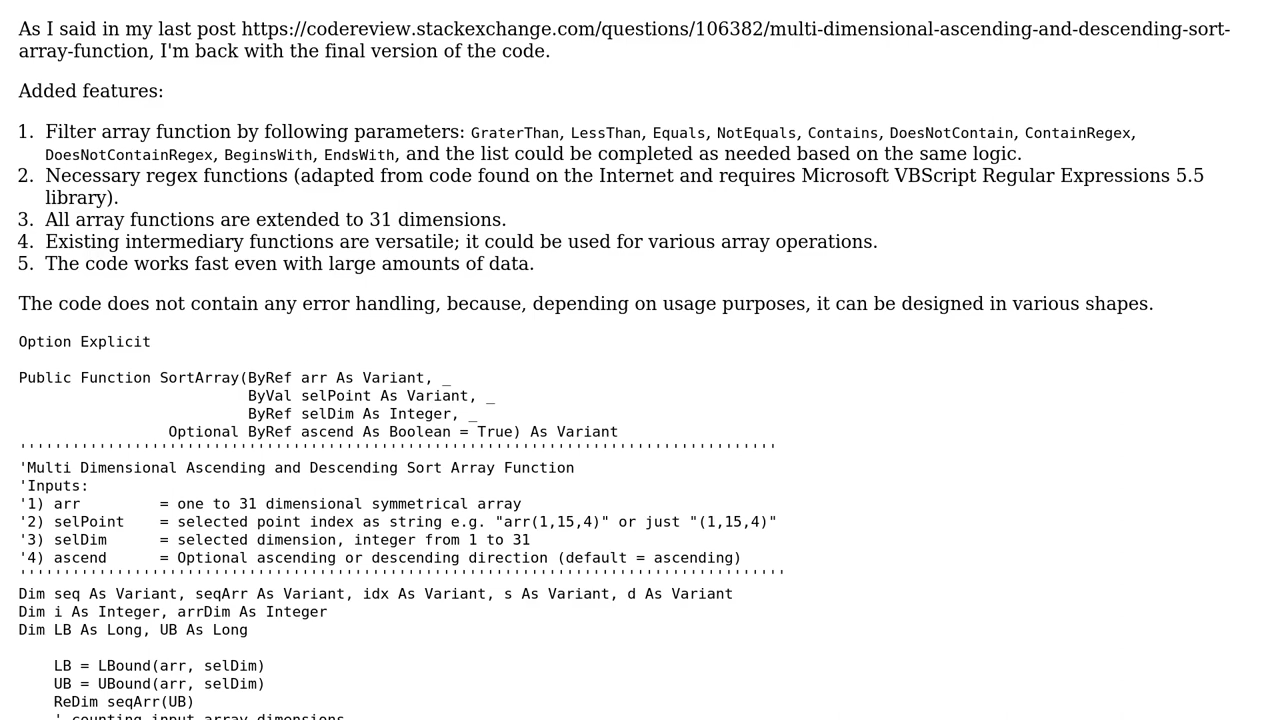 As I said in my last post https://codereview.stackexchange.com/questions/106382/multi-dimensional-ascending-and-descending-sort-
array-function, I'm back with the final version of the code.
Added features:
1. Filter array function by following parameters: GraterThan, LessThan, Equals, NotEquals, Contains, DoesNotContain, ContainRegex,
DoesNotContainRegex, BeginsWith, EndsWith, and the list could be completed as needed based on the same logic.
2. Necessary regex functions (adapted from code found on the Internet and requires Microsoft VBScript Regular Expressions 5.5
library).
3. All array functions are extended to 31 dimensions.
4. Existing intermediary functions are versatile; it could be used for various array operations.
5. The code works fast even with large amounts of data.
The code does not contain any error handling, because, depending on usage purposes, it can be designed in various shapes.
Option Explicit
Public Function SortArray(ByRef arr As Variant, _
                          ByVal selPoint As Variant, _
                          ByRef selDim As Integer, _
                 Optional ByRef ascend As Boolean = True) As Variant
''''''''''''''''''''''''''''''''''''''''''''''''''''''''''''''''''''''''''''''''''''''
'Multi Dimensional Ascending and Descending Sort Array Function
'Inputs:
'1) arr         = one to 31 dimensional symmetrical array
'2) selPoint    = selected point index as string e.g. "arr(1,15,4)" or just "(1,15,4)"
'3) selDim      = selected dimension, integer from 1 to 31
'4) ascend      = Optional ascending or descending direction (default = ascending)
'''''''''''''''''''''''''''''''''''''''''''''''''''''''''''''''''''''''''''''''''''''''
Dim seq As Variant, seqArr As Variant, idx As Variant, s As Variant, d As Variant
Dim i As Integer, arrDim As Integer
Dim LB As Long, UB As Long
    LB = LBound(arr, selDim)
    UB = UBound(arr, selDim)
    ReDim seqArr(UB)
    ' counting input array dimensions